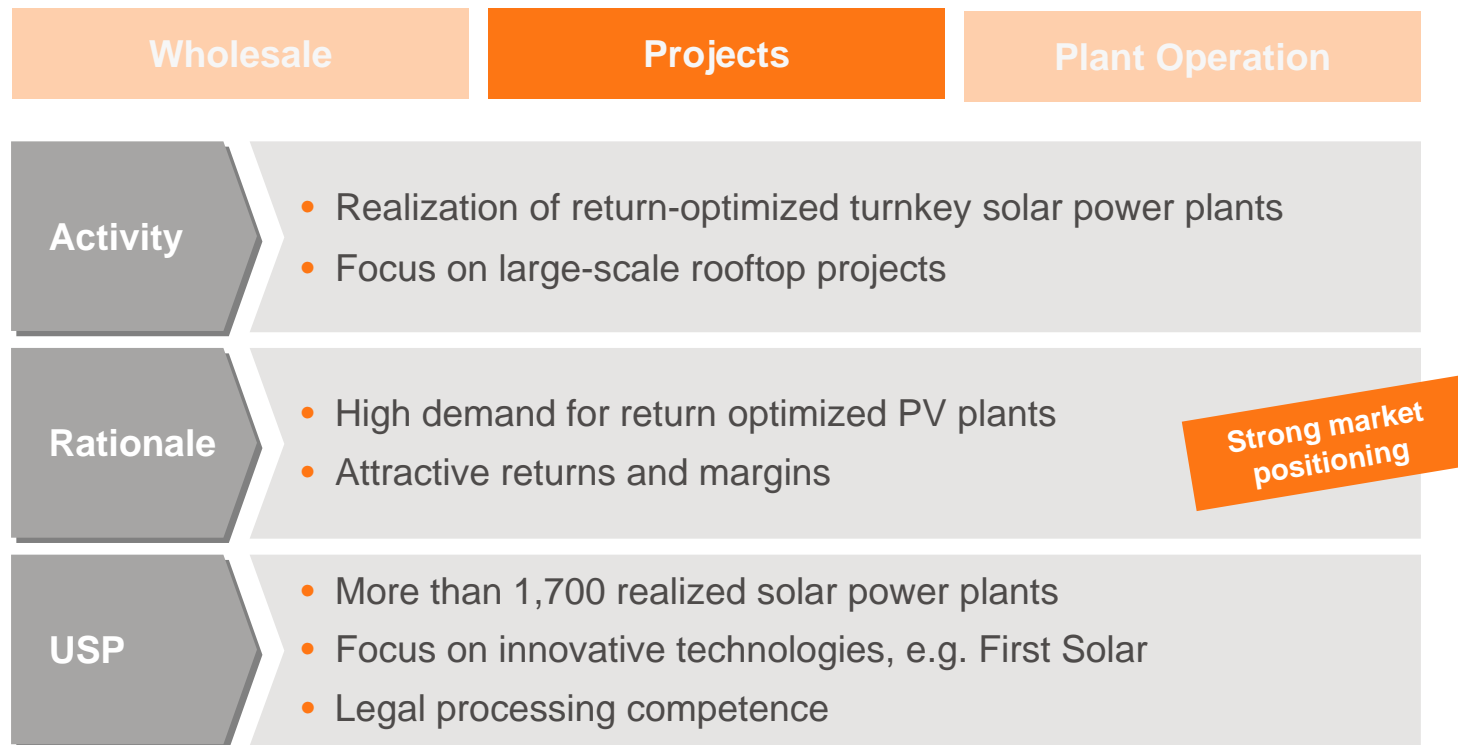 Wholesale
Projects
Plant Operation
Activity
• Realization of return-optimized turnkey solar power plants
• Focus on large-scale rooftop projects
Rationale
• High demand for return optimized PV plants
• Attractive returns and margins
Strong market
positioning
USP
• More than 1,700 realized solar power plants
• Focus on innovative technologies, e.g. First Solar
• Legal processing competence